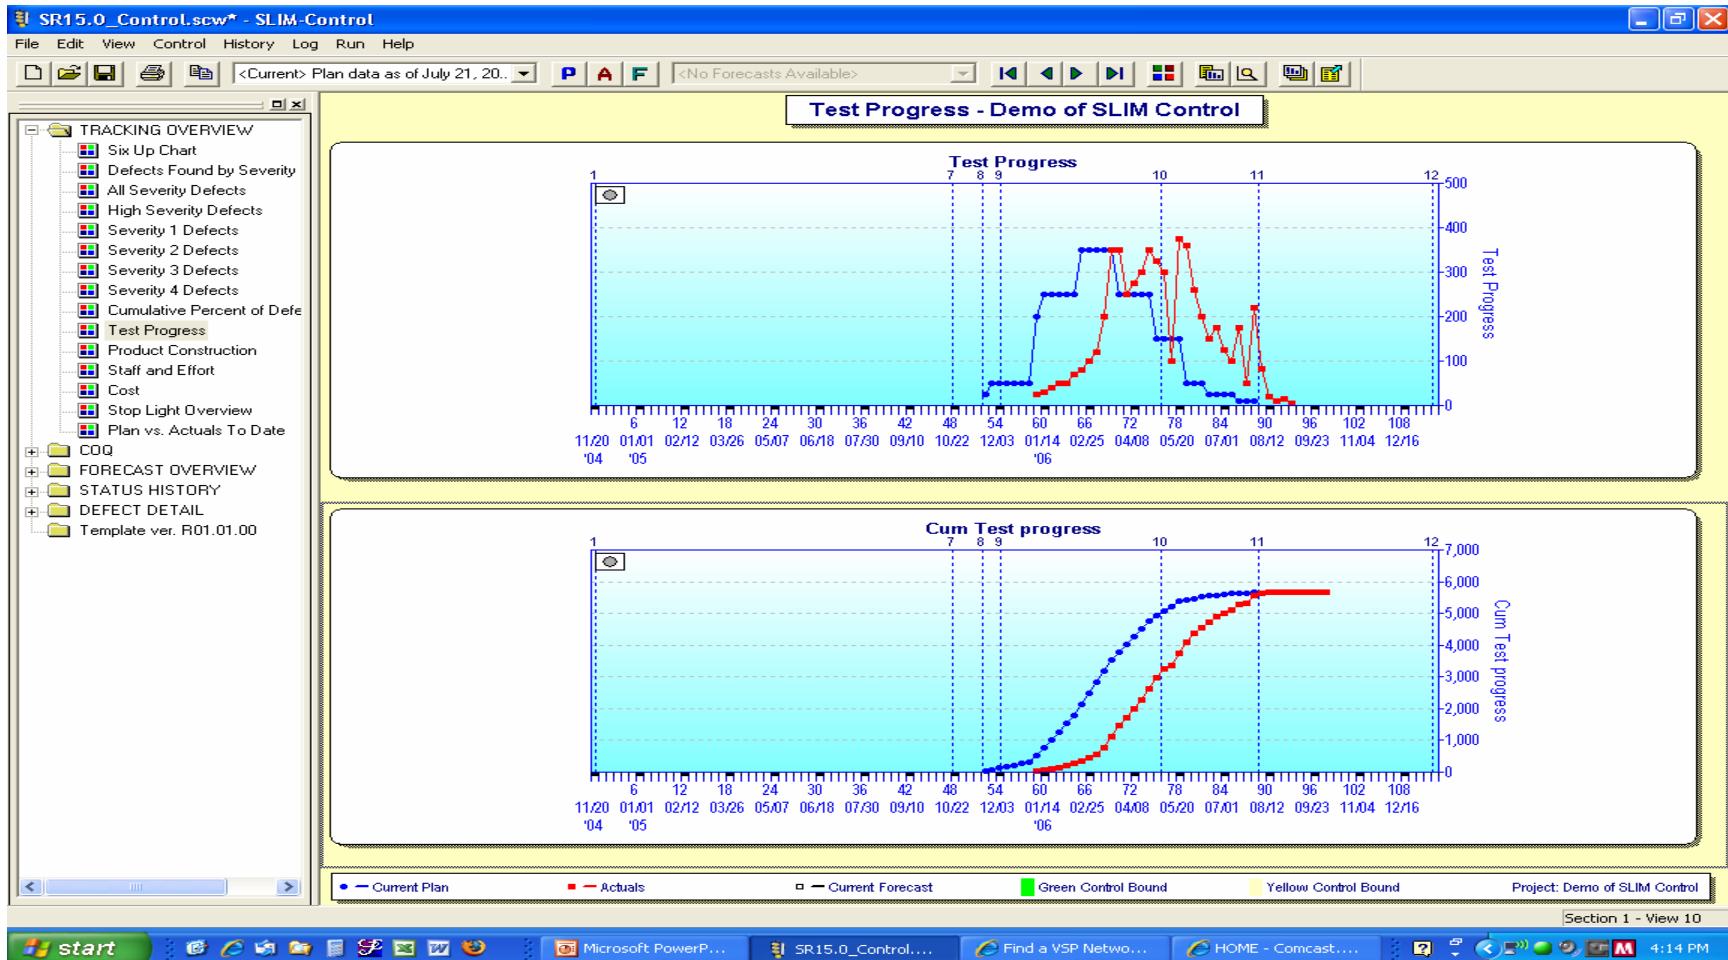 SR15.0_Control.scw* - SLIM-Control
File Edit View Control History Log Run Help
<Current> Plan data as of July 21, 20.. P A F <No Forecasts Available>
TRACKING OVERVIEW
Six Up Chart
Defects Found by Severity
All Severity Defects
High Severity Defects
Severity 1 Defects
Severity 2 Defects
Severity 3 Defects
Severity 4 Defects
Cumulative Percent of Defe
Test Progress
Product Construction
Staff and Effort
Cost
Stop Light Overview
Plan vs. Actuals To Date
COQ
FORECAST OVERVIEW
STATUS HISTORY
DEFECT DETAIL
Template ver. R01.01.00
Test Progress - Demo of SLIM Control
Test Progress
1 7 8 9 10 11 12
500
400
300
200
100
0
Test Progress
6 12 18 24 30 36 42 48 54 60 66 72 78 84 90 96 102 108
11/20 01/01 02/12 03/26 05/07 06/18 07/30 09/10 10/22 12/03 01/14 02/25 04/08 05/20 07/01 08/12 09/23 11/04 12/16
'04 '05 '06
Cum Test progress
1 7 8 9 10 11 12
7,000
6,000
5,000
4,000
3,000
2,000
1,000
0
Cum Test progress
6 12 18 24 30 36 42 48 54 60 66 72 78 84 90 96 102 108
11/20 01/01 02/12 03/26 05/07 06/18 07/30 09/10 10/22 12/03 01/14 02/25 04/08 05/20 07/01 08/12 09/23 11/04 12/16
'04 '05 '06
Current Plan Actuals Current Forecast Green Control Bound Yellow Control Bound Project: Demo of SLIM Control
Section 1 - View 10
start Microsoft PowerP... SR15.0_Control.... Find a VSP Netwo... HOME - Comcast.... 4:14 PM